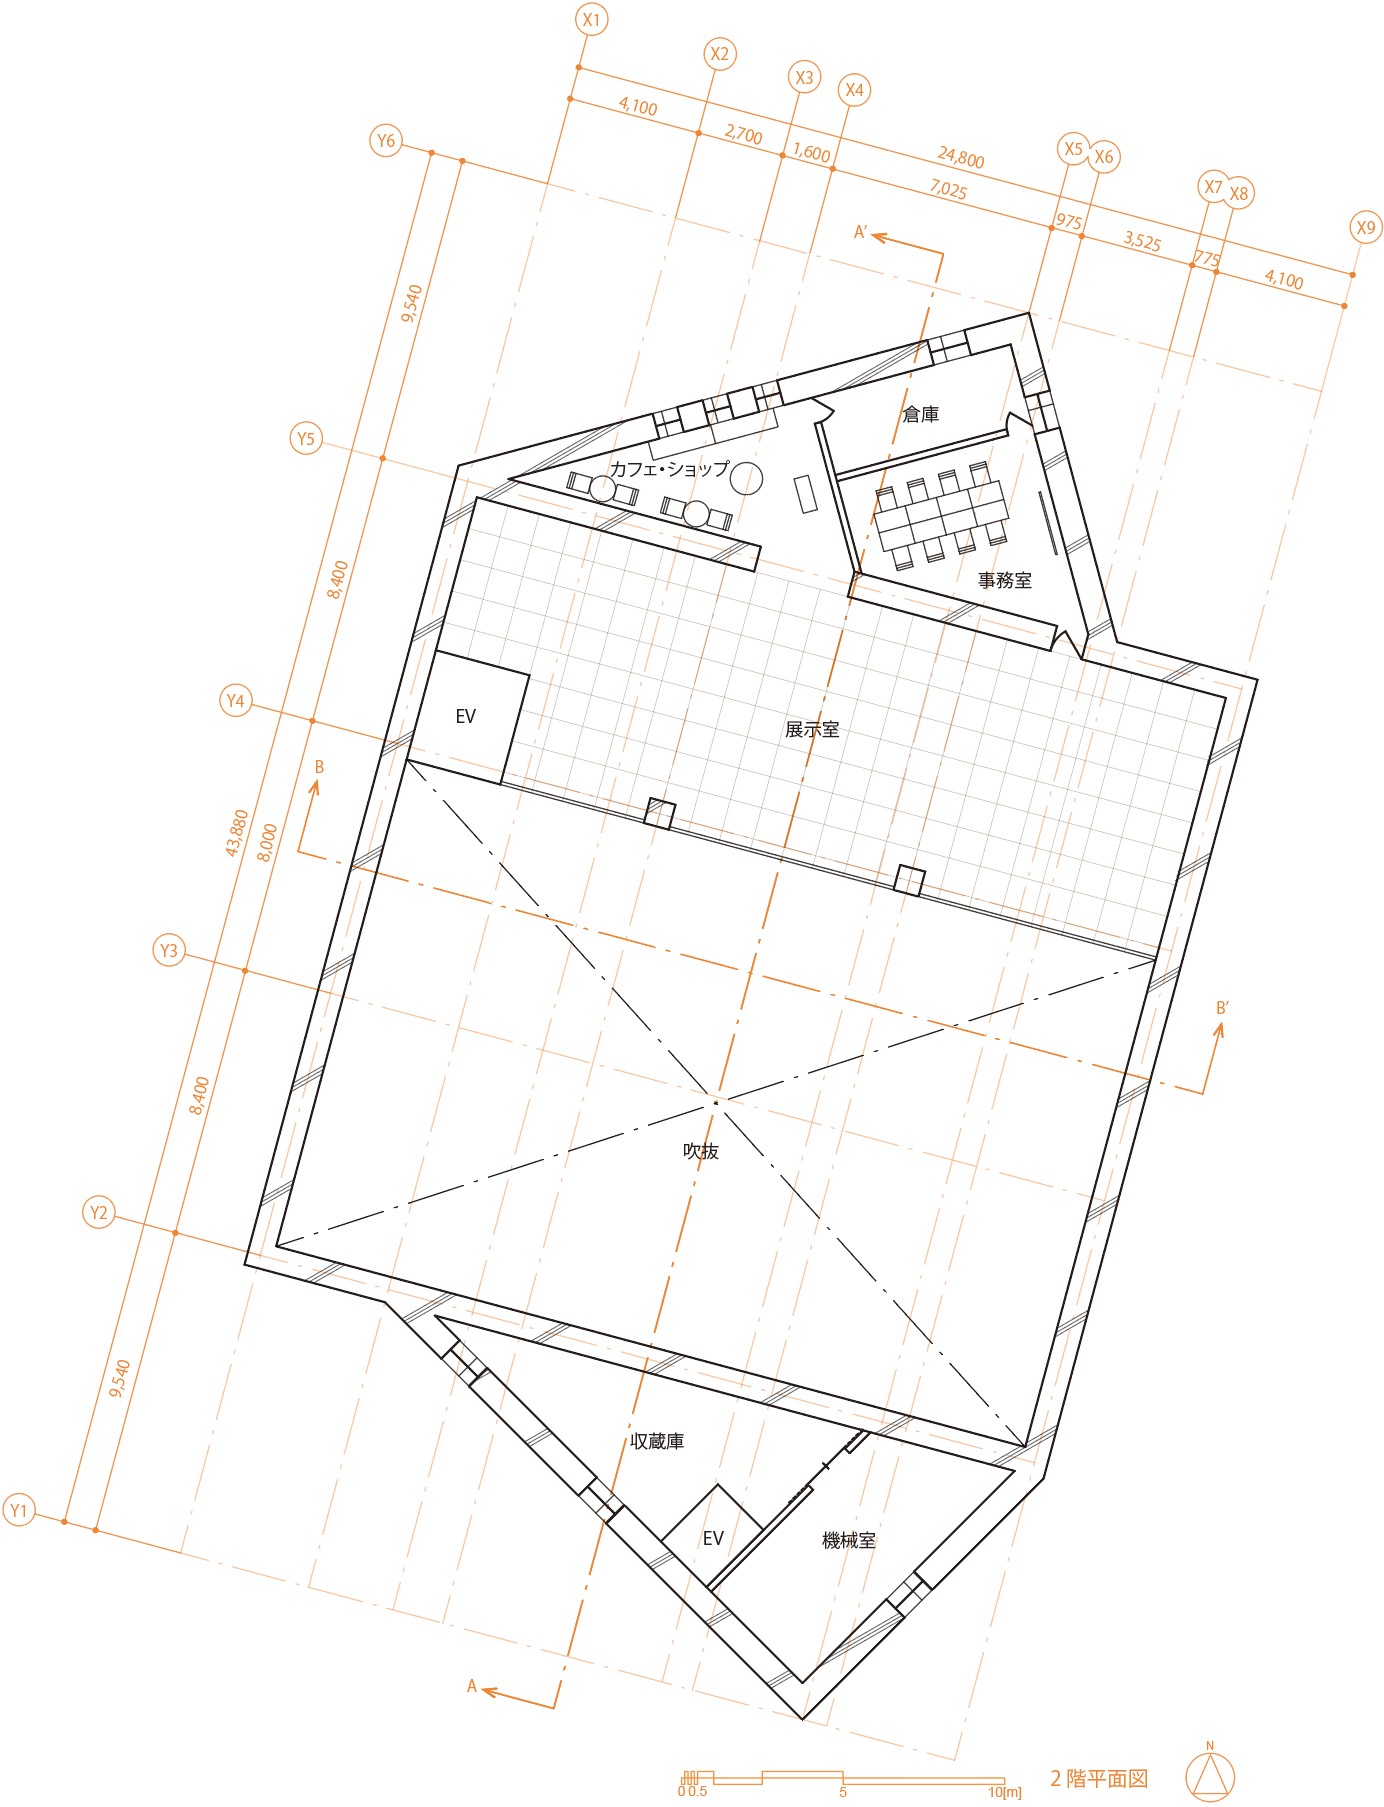 X1
X2
X3
X4
X5
X6
X7
X8
X9
4,100
2,700
1,600
24,800
7,025
975
3,525
775
4,100
Y6
Y5
Y4
Y3
Y2
Y1
9,540
8,400
43,880
8,000
8,400
9,540
A'
B
B'
A
倉庫
カフェ・ショップ
事務室
EV
展示室
吹抜
収蔵庫
EV
機械室
0 0.5
5
10[m]
2 階平面図
N